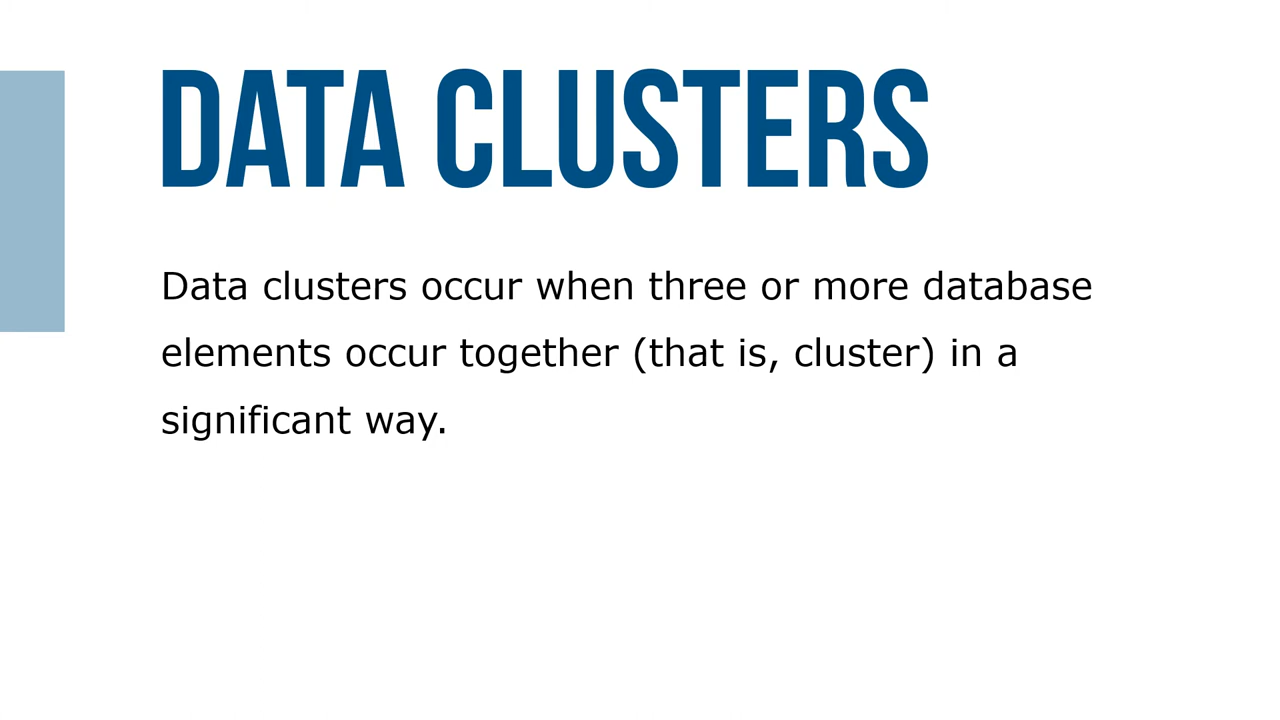 DATA CLUSTERS
Data clusters occur when three or more database
elements occur together (that is, cluster) in a
significant way.